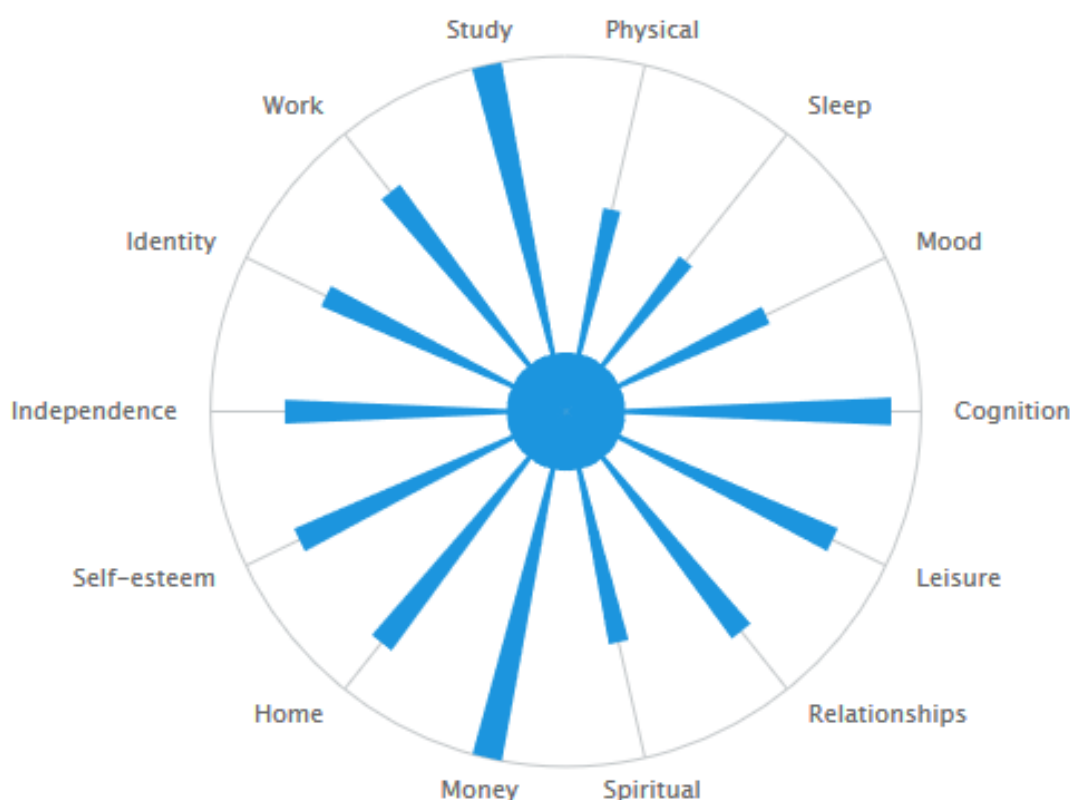 Study
Physical
Work
Sleep
Identity
Mood
Independence
Cognition
Self-esteem
Leisure
Home
Relationships
Money
Spiritual